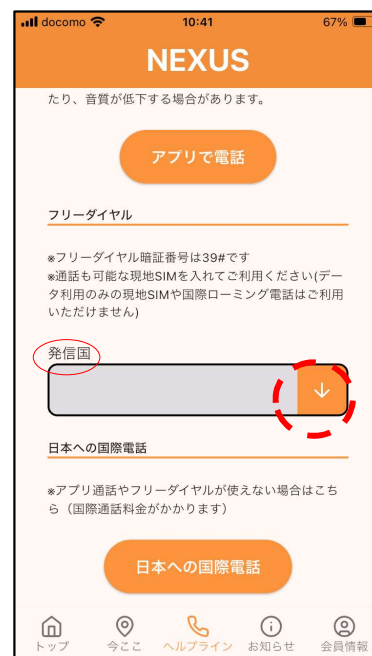 docomo 10:41 67%
NEXUS
たり、音質が低下する場合があります。
アプリで電話
フリーダイヤル
※フリーダイヤル暗証番号は39#です
※通話も可能な現地SIMを入れてご利用ください(デー
タ利用のみの現地SIMや国際ローミング電話はご利用
いただけません)
発信国
日本への国際電話
※アプリ通話やフリーダイヤルが使えない場合はこち
ら（国際通話料金がかかります）
日本への国際電話
トップ 今ここ ヘルプライン お知らせ 会員情報